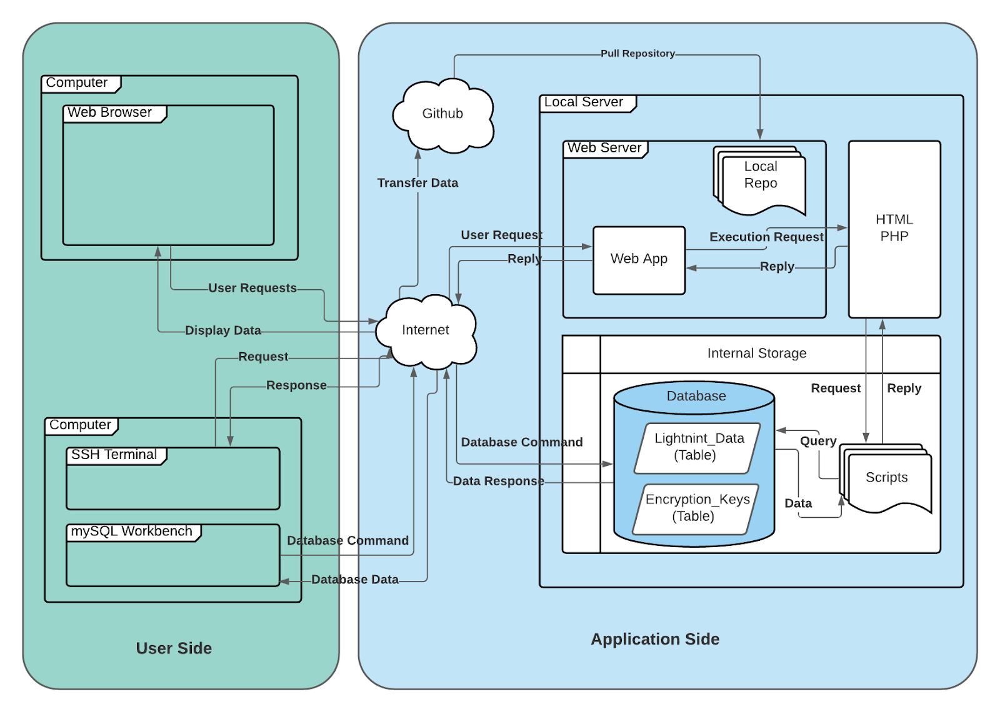 Computer
Web Browser
User Requests
Display Data
Request
Response
Computer
SSH Terminal
mySQL Workbench
Database Command
Database Data
User Side
Pull Repository
Github
Transfer Data
Internet
User Request
Reply
Local Server
Web Server
Local
Repo
Web App
Execution Request
Reply
HTML
PHP
Internal Storage
Request
Reply
Database
Lightnint_Data
(Table)
Encryption_Keys
(Table)
Database Command
Data Response
Query
Data
Scripts
Application Side